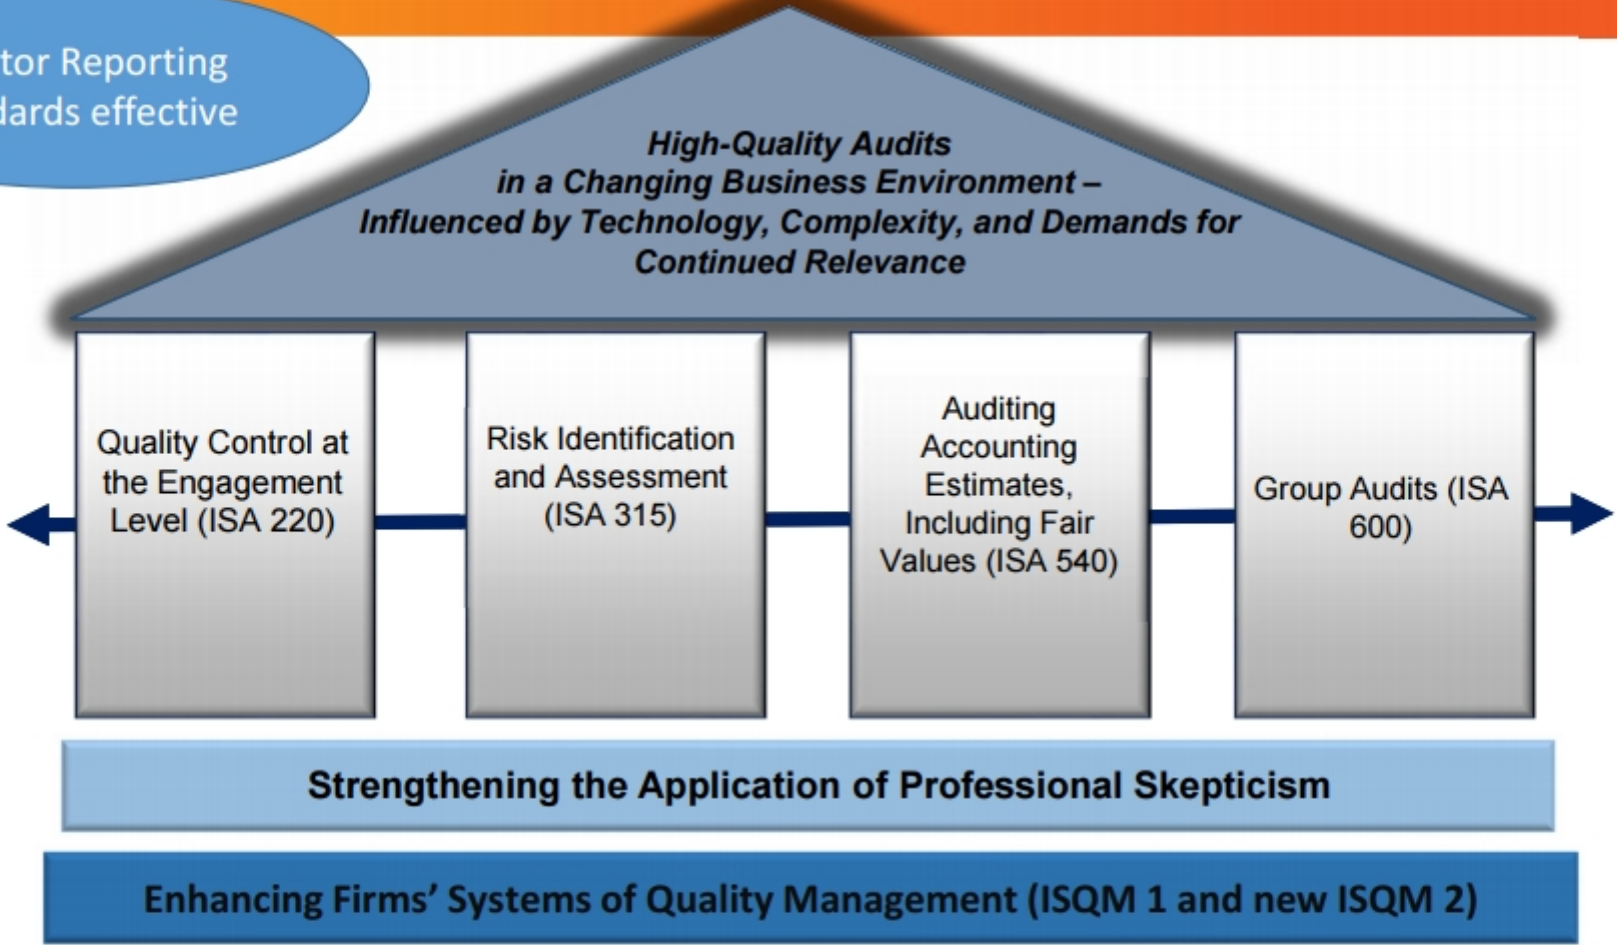 tor Reporting
dards effective
High-Quality Audits
in a Changing Business Environment –
Influenced by Technology, Complexity, and Demands for
Continued Relevance
Quality Control at
the Engagement
Level (ISA 220)
Risk Identification
and Assessment
(ISA 315)
Auditing
Accounting
Estimates,
Including Fair
Values (ISA 540)
Group Audits (ISA
600)
Strengthening the Application of Professional Skepticism
Enhancing Firms’ Systems of Quality Management (ISQM 1 and new ISQM 2)